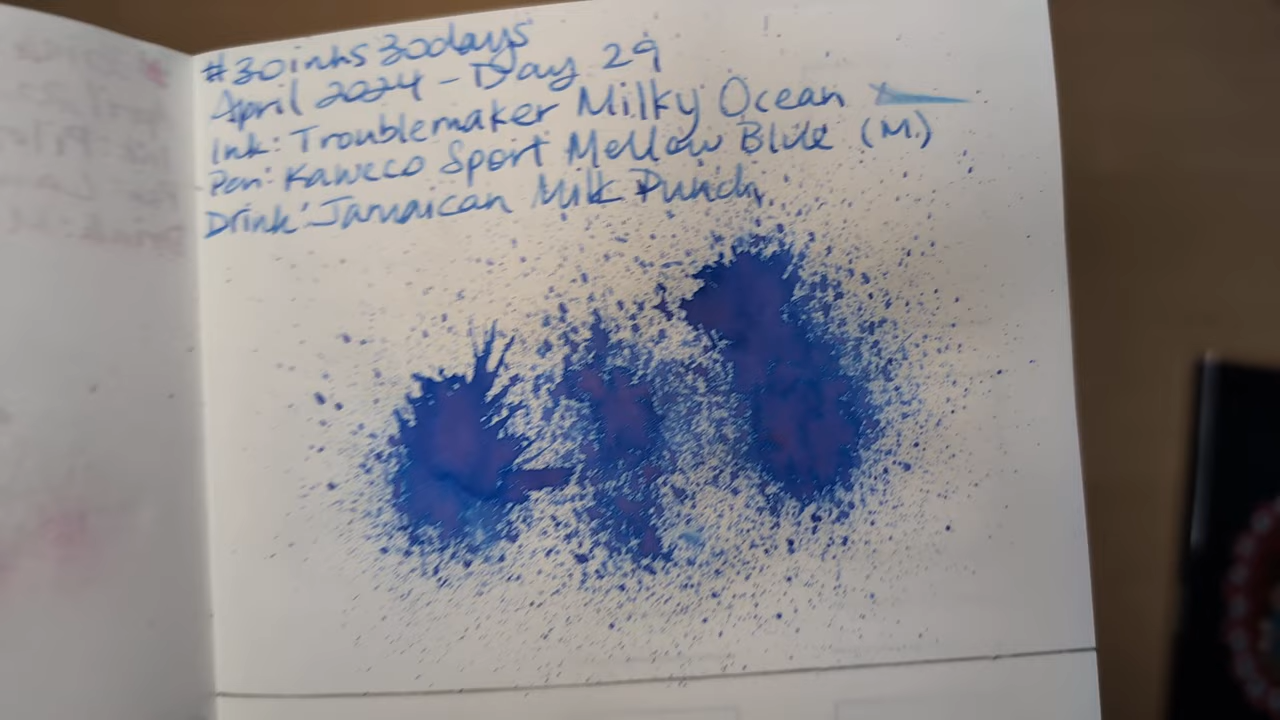 #30inks30days
April 2024 - Day 29
Ink: Troublemaker Milky Ocean
Pen: Kaweco Sport Mellow Blue (M.)
Drink: Jamaican Milk Punch